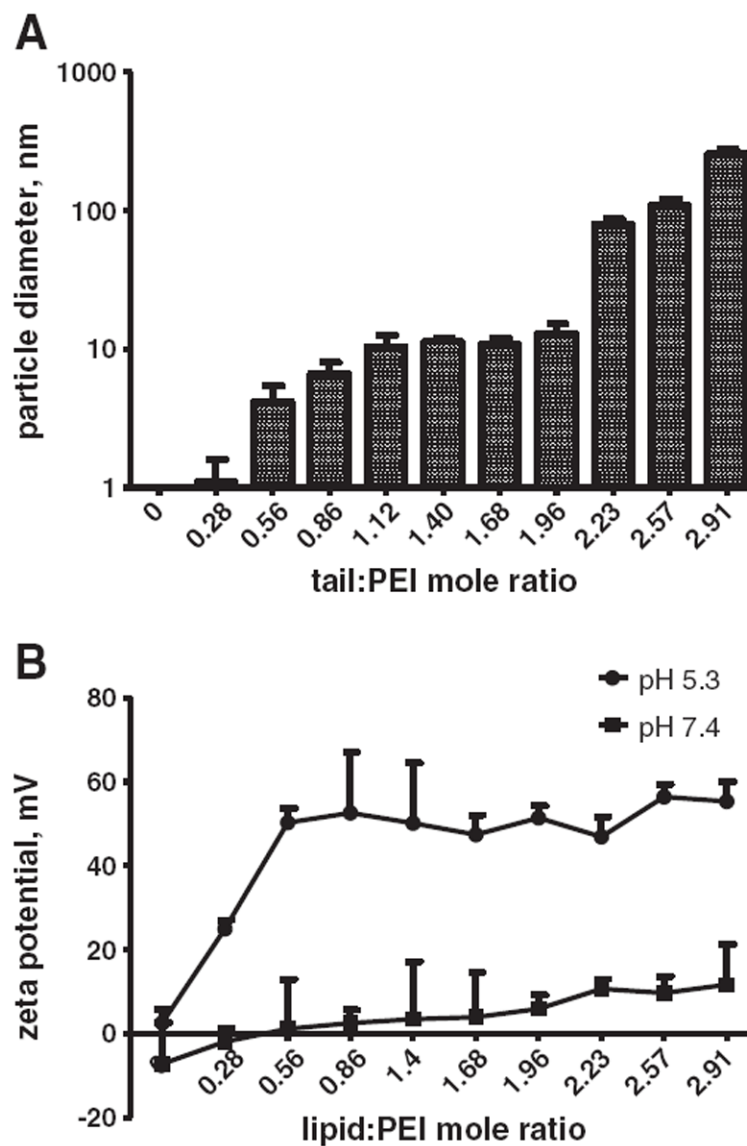 A
1000
100
10
1
particle diameter, nm
0 0.28 0.56 0.86 1.12 1.40 1.68 1.96 2.23 2.57 2.91
tail:PEI mole ratio
B
pH 5.3
pH 7.4
80
60
40
20
0
-20
zeta potential, mV
0 0.28 0.56 0.86 1.4 1.68 1.96 2.23 2.57 2.91
lipid:PEI mole ratio